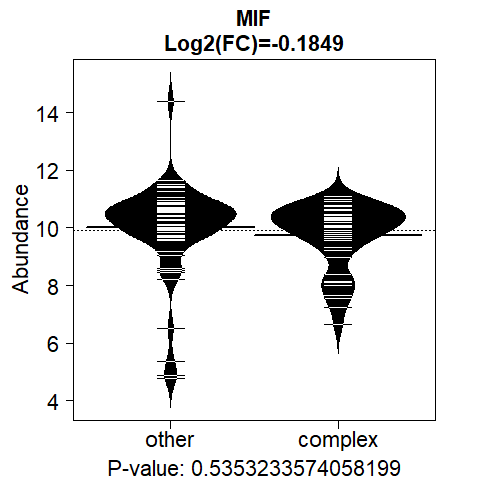 MIF
Log2(FC)=-0.1849
Abundance
14
12
10
8
6
4
other complex
P-value: 0.5353233574058199